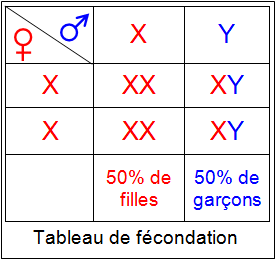 ♀ ♂ X Y
X XX XY
X XX XY
50% de 50% de
filles garçons
Tableau de fécondation